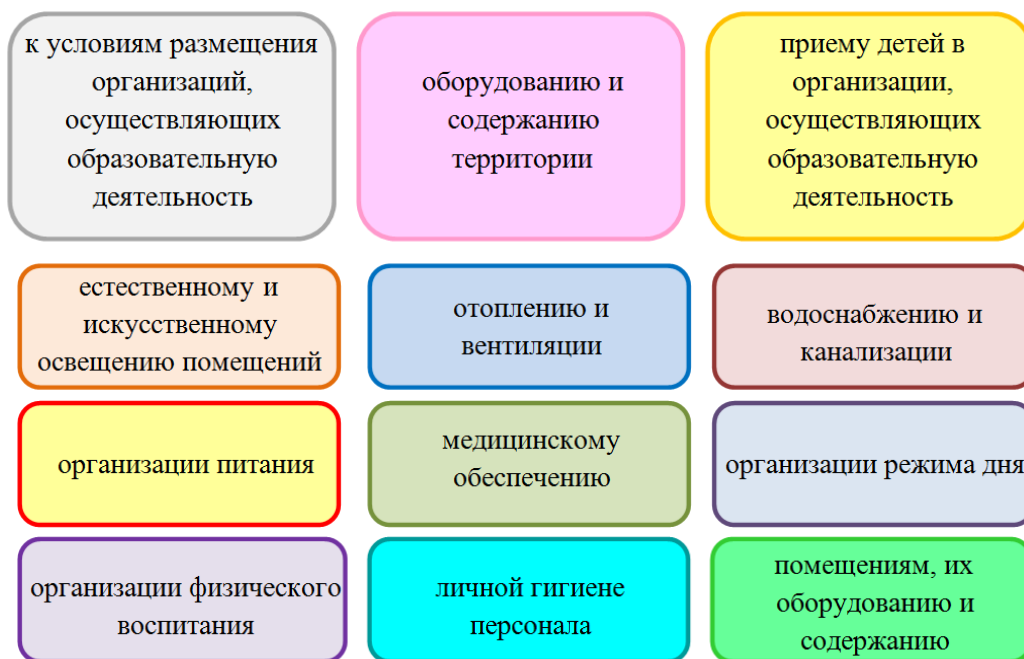 к условиям размещения
организаций,
осуществляющих
образовательную
деятельность
оборудованию и
содержанию
территории
приему детей в
организации,
осуществляющих
образовательную
деятельность
естественному и
искусственному
освещению помещений
отоплению и
вентиляции
водоснабжению и
канализации
организации питания
медицинскому
обеспечению
организации режима дня
организации физического
воспитания
личной гигиене
персонала
помещениям, их
оборудованию и
содержанию